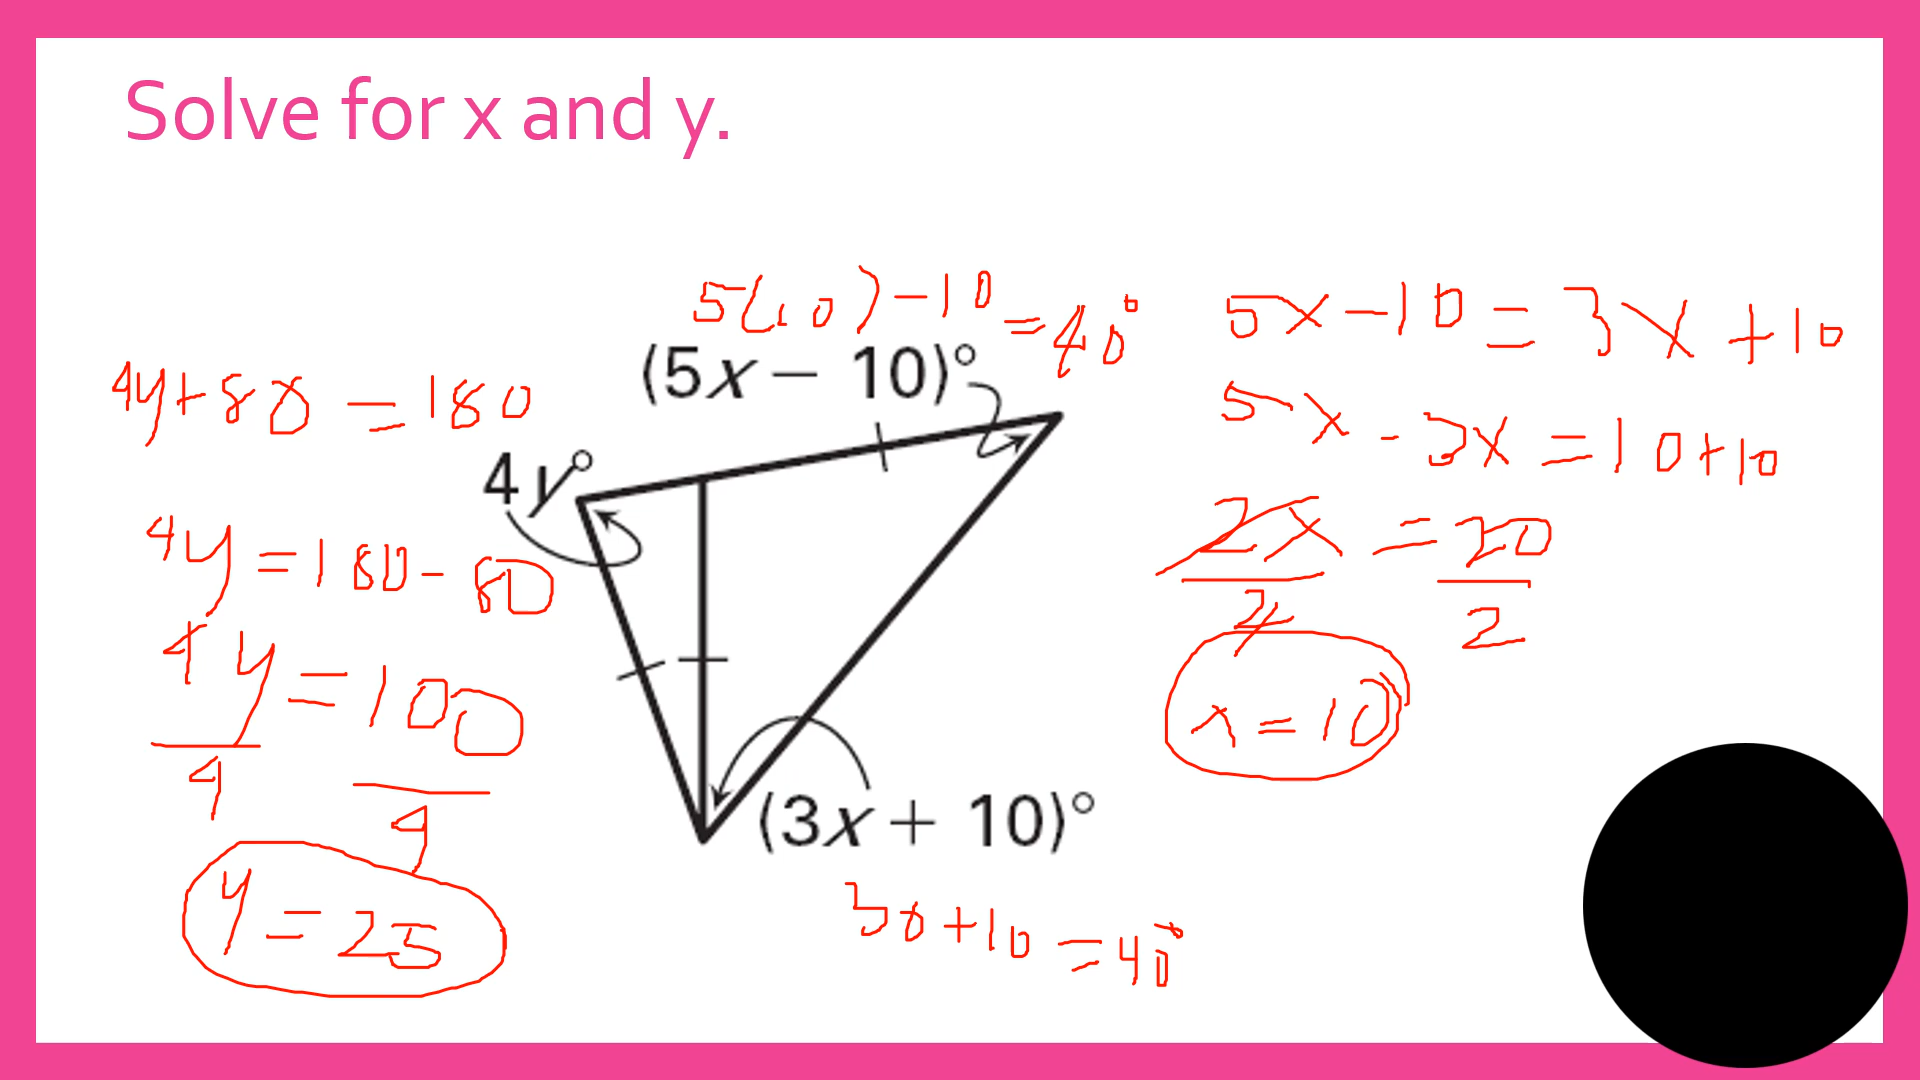 Solve for x and y.
5(10)-10=40°
(5x − 10)°
4y°
(3x + 10)°
30+10=40°
4y+80=180
4y=180-80
4y=100
4 4
y=25
5x-10=3x+10
5x-3x=10+10
2x=20
2 2
x=10